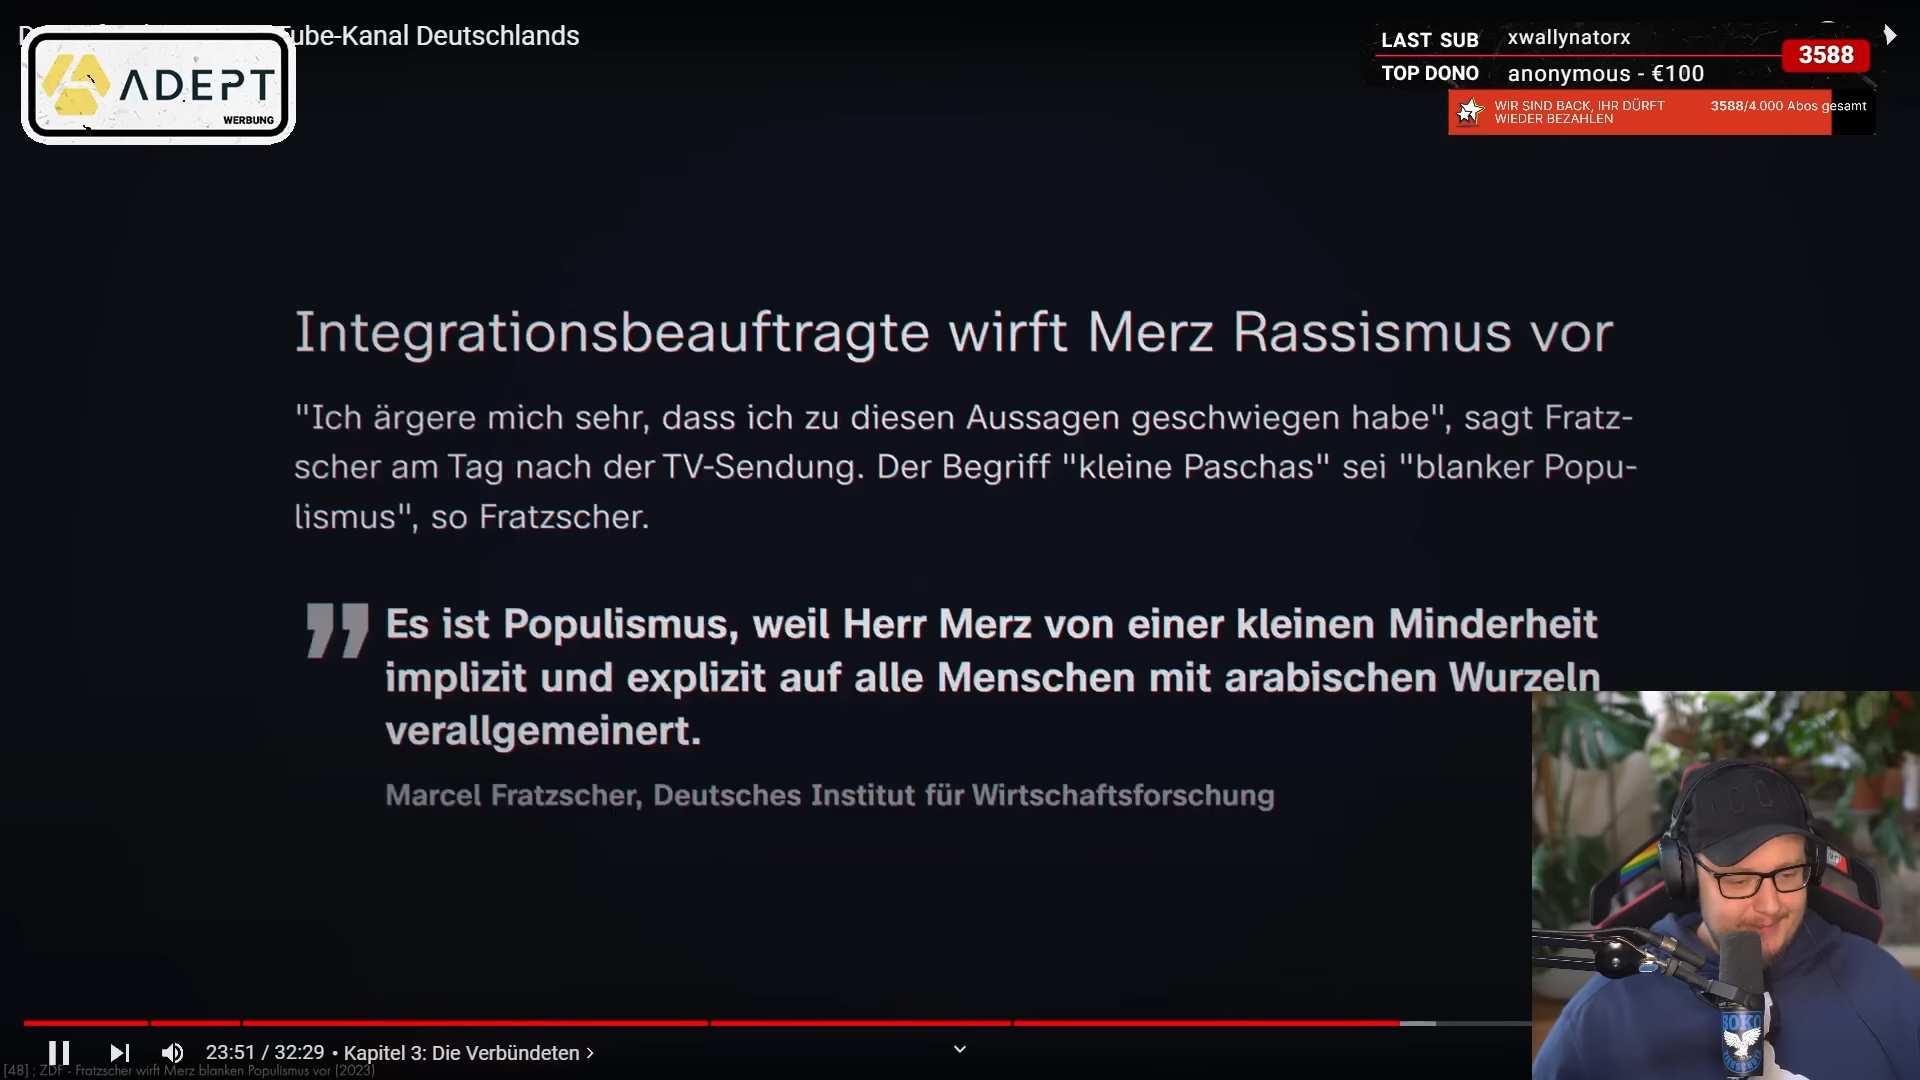 Tube-Kanal Deutschlands
ADEPT
WERBUNG
LAST SUB xwallynatorx
TOP DONO anonymous - €100
3588
WIR SIND BACK, IHR DÜRFT
WIEDER BEZAHLEN
3588/4.000 Abos gesamt
Integrationsbeauftragte wirft Merz Rassismus vor
"Ich ärgere mich sehr, dass ich zu diesen Aussagen geschwiegen habe", sagt Fratz-
scher am Tag nach der TV-Sendung. Der Begriff "kleine Paschas" sei "blanker Popu-
lismus", so Fratzscher.
Es ist Populismus, weil Herr Merz von einer kleinen Minderheit
implizit und explizit auf alle Menschen mit arabischen Wurzeln
verallgemeinert.
Marcel Fratzscher, Deutsches Institut für Wirtschaftsforschung
23:51 / 32:29 • Kapitel 3: Die Verbündeten
[48] ; ZDF - Fratzscher wirft Merz blanken Populismus vor (2023)
SOKO